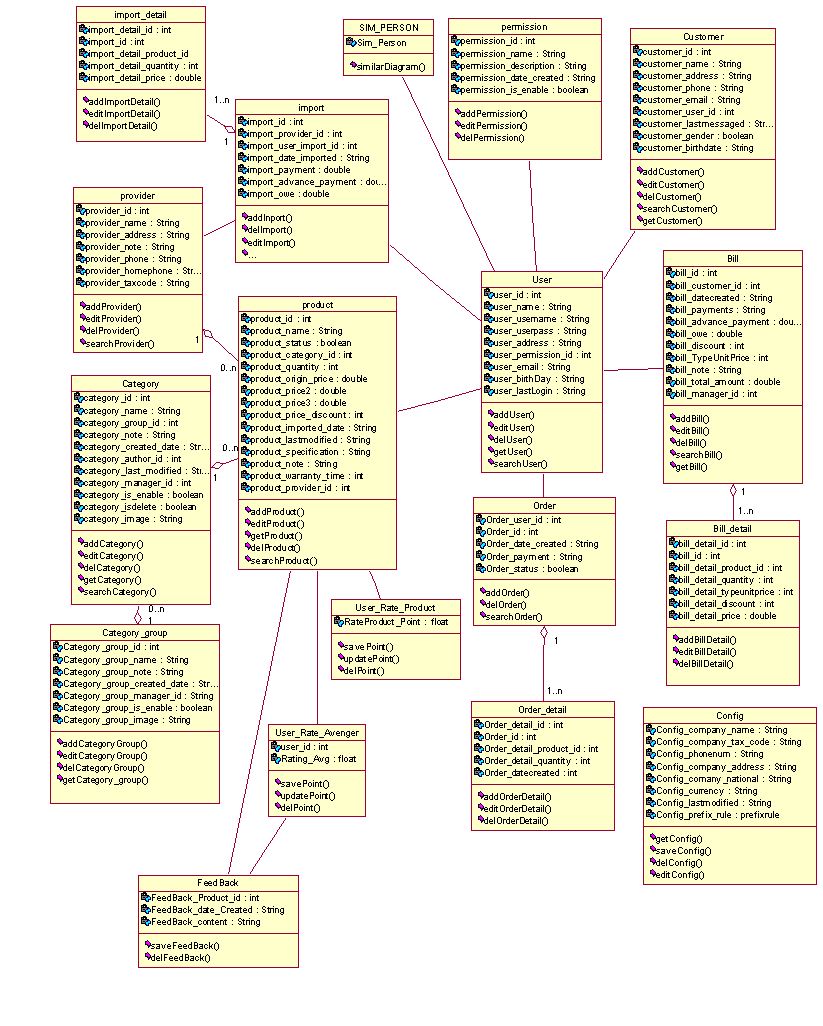 import_detail
import_detail_id : int
import_id : int
import_detail_product_id
import_detail_quantity : int
import_detail_price : double
addImportDetail()
editImportDetail()
delImportDetail()
SIM_PERSON
Sim_Person
similarDiagram()
permission
permission_id : int
permission_name : String
permission_description : String
permission_date_created : String
permission_is_enable : boolean
addPermission()
editPermission()
delPermission()
Customer
customer_id : int
customer_name : String
customer_address : String
customer_phone : String
customer_email : String
customer_user_id : int
customer_lastmessaged : Str...
customer_gender : boolean
customer_birthdate : String
addCustomer()
editCustomer()
delCustomer()
searchCustomer()
getCustomer()
1..n
1
import
import_id : int
import_provider_id : int
import_user_import_id : int
import_date_imported : String
import_payment : double
import_advance_payment : dou...
import_owe : double
addInport()
delImport()
editImport()
...
provider
provider_id : int
provider_name : String
provider_address : String
provider_note : String
provider_phone : String
provider_homephone : Str...
provider_taxcode : String
addProvider()
editProvider()
delProvider()
searchProvider()
1
0..n
product
product_id : int
product_name : String
product_status : boolean
product_category_id : int
product_quantity : int
product_origin_price : double
product_price2 : double
product_price3 : double
product_price_discount : int
product_imported_date : String
product_lastmodified : String
product_specification : String
product_note : String
product_warranty_time : int
product_provider_id : int
addProduct()
editProduct()
getProduct()
delProduct()
searchProduct()
User
user_id : int
user_name : String
user_username : String
user_userpass : String
user_address : String
user_permission_id : int
user_email : String
user_birthDay : String
user_lastLogin : String
addUser()
editUser()
delUser()
getUser()
searchUser()
Bill
bill_id : int
bill_customer_id : int
bill_datecreated : String
bill_payments : String
bill_advance_payment : dou...
bill_owe : double
bill_discount : int
bill_TypeUnitPrice : int
bill_note : String
bill_total_amount : double
bill_manager_id : int
addBill()
editBill()
delBill()
searchBill()
getBill()
1
1..n
Category
category_id : int
category_name : String
category_group_id : int
category_note : String
category_created_date : Str...
category_author_id : int
category_last_modified : Str...
category_manager_id : int
category_is_enable : boolean
category_isdelete : boolean
category_image : String
addCategory()
editCategory()
delCategory()
getCategory()
searchCategory()
0..n
1
0..n
1
Category_group
Category_group_id : int
Category_group_name : String
Category_group_note : String
Category_group_created_date : Str...
Category_group_manager_id : String
Category_group_is_enable : boolean
Category_group_image : String
addCategoryGroup()
editCategoryGroup()
delCategoryGroup()
getCategory_group()
Order
Order_user_id : int
Order_id : int
Order_date_created : String
Order_payment : String
Order_status : boolean
addOrder()
delOrder()
searchOrder()
1
1..n
Bill_detail
bill_detail_id : int
bill_id : int
bill_detail_product_id : int
bill_detail_quantity : int
bill_detail_typeunitprice : int
bill_detail_discount : int
bill_detail_price : double
addBillDetail()
editBillDetail()
delBillDetail()
User_Rate_Product
RateProduct_Point : float
savePoint()
updatePoint()
delPoint()
User_Rate_Avenger
user_id : int
Rating_Avg : float
savePoint()
updatePoint()
delPoint()
Order_detail
Order_detail_id : int
Order_id : int
Order_detail_product_id : int
Order_detail_quantity : int
Order_datecreated : int
addOrderDetail()
editOrderDetail()
delOrderDetail()
Config
Config_company_name : String
Config_company_tax_code : String
Config_phonenum : String
Config_company_address : String
Config_comany_national : String
Config_currency : String
Config_lastmodified : String
Config_prefix_rule : prefixrule
getConfig()
saveConfig()
delConfig()
editConfig()
FeedBack
FeedBack_Product_id : int
FeedBack_date_Created : String
FeedBack_content : String
saveFeedBack()
delFeedBack()